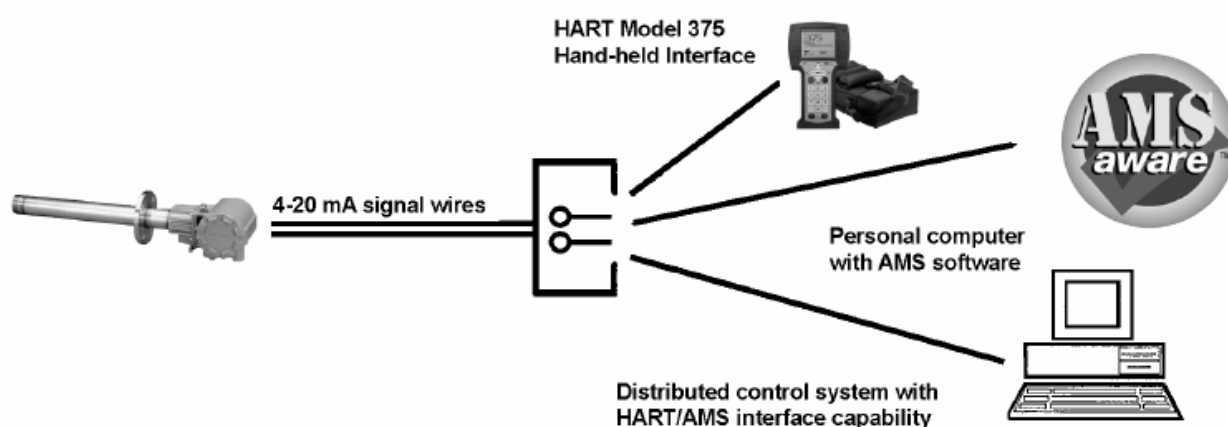 HART Model 375
Hand-held Interface
AMS
aware
TM
4-20 mA signal wires
Personal computer
with AMS software
Distributed control system with
HART/AMS interface capability